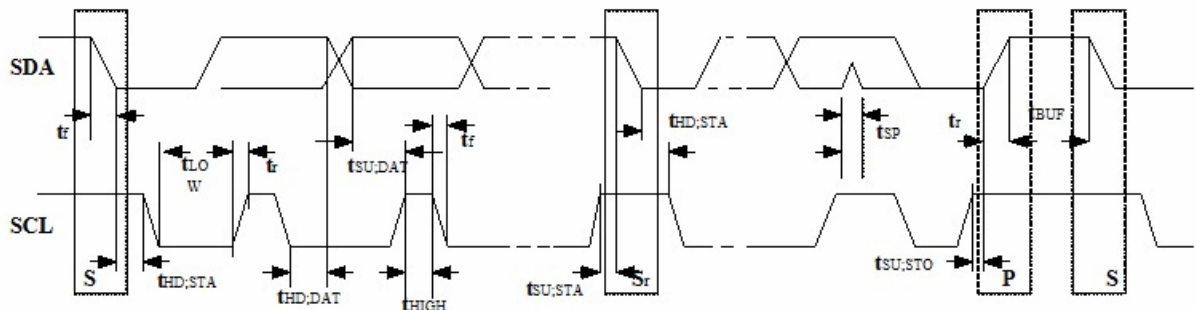 SDA
tf
tLO
W
tr
tSU;DAT
tf
tHD;STA
tSP
tr
tBUF
SCL
S
tHD;STA
tHD;DAT
tHIGH
tSU;STA
Sr
tSU;STO
P
S